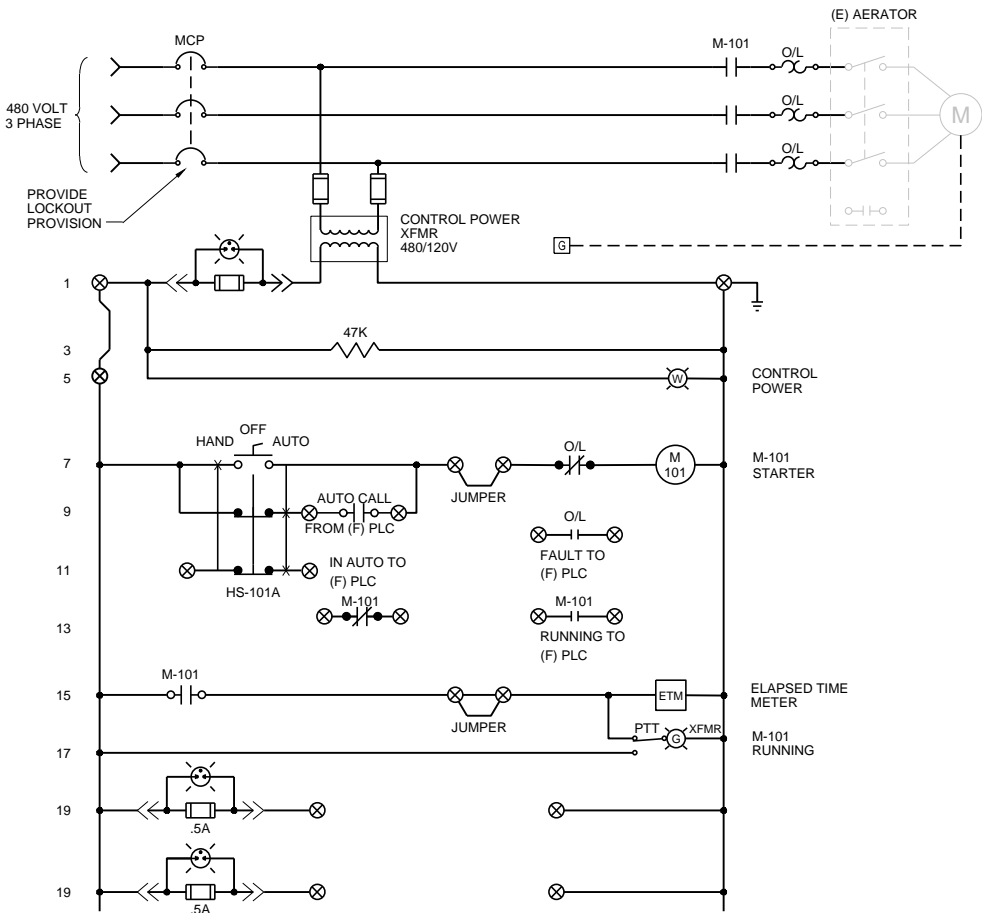 (E) AERATOR
MCP
M-101
O/L
480 VOLT
3 PHASE
O/L
M
O/L
PROVIDE
LOCKOUT
PROVISION
CONTROL POWER
XFMR
480/120V
G
1
47K
3
5
W
CONTROL
POWER
OFF
HAND
AUTO
O/L
7
M
101
M-101
STARTER
JUMPER
AUTO CALL
9
FROM (F) PLC
O/L
FAULT TO
(F) PLC
IN AUTO TO
(F) PLC
11
HS-101A
M-101
M-101
13
RUNNING TO
(F) PLC
M-101
15
ETM
ELAPSED TIME
METER
JUMPER
PTT
G
XFMR
M-101
RUNNING
17
19
.5A
19
.5A